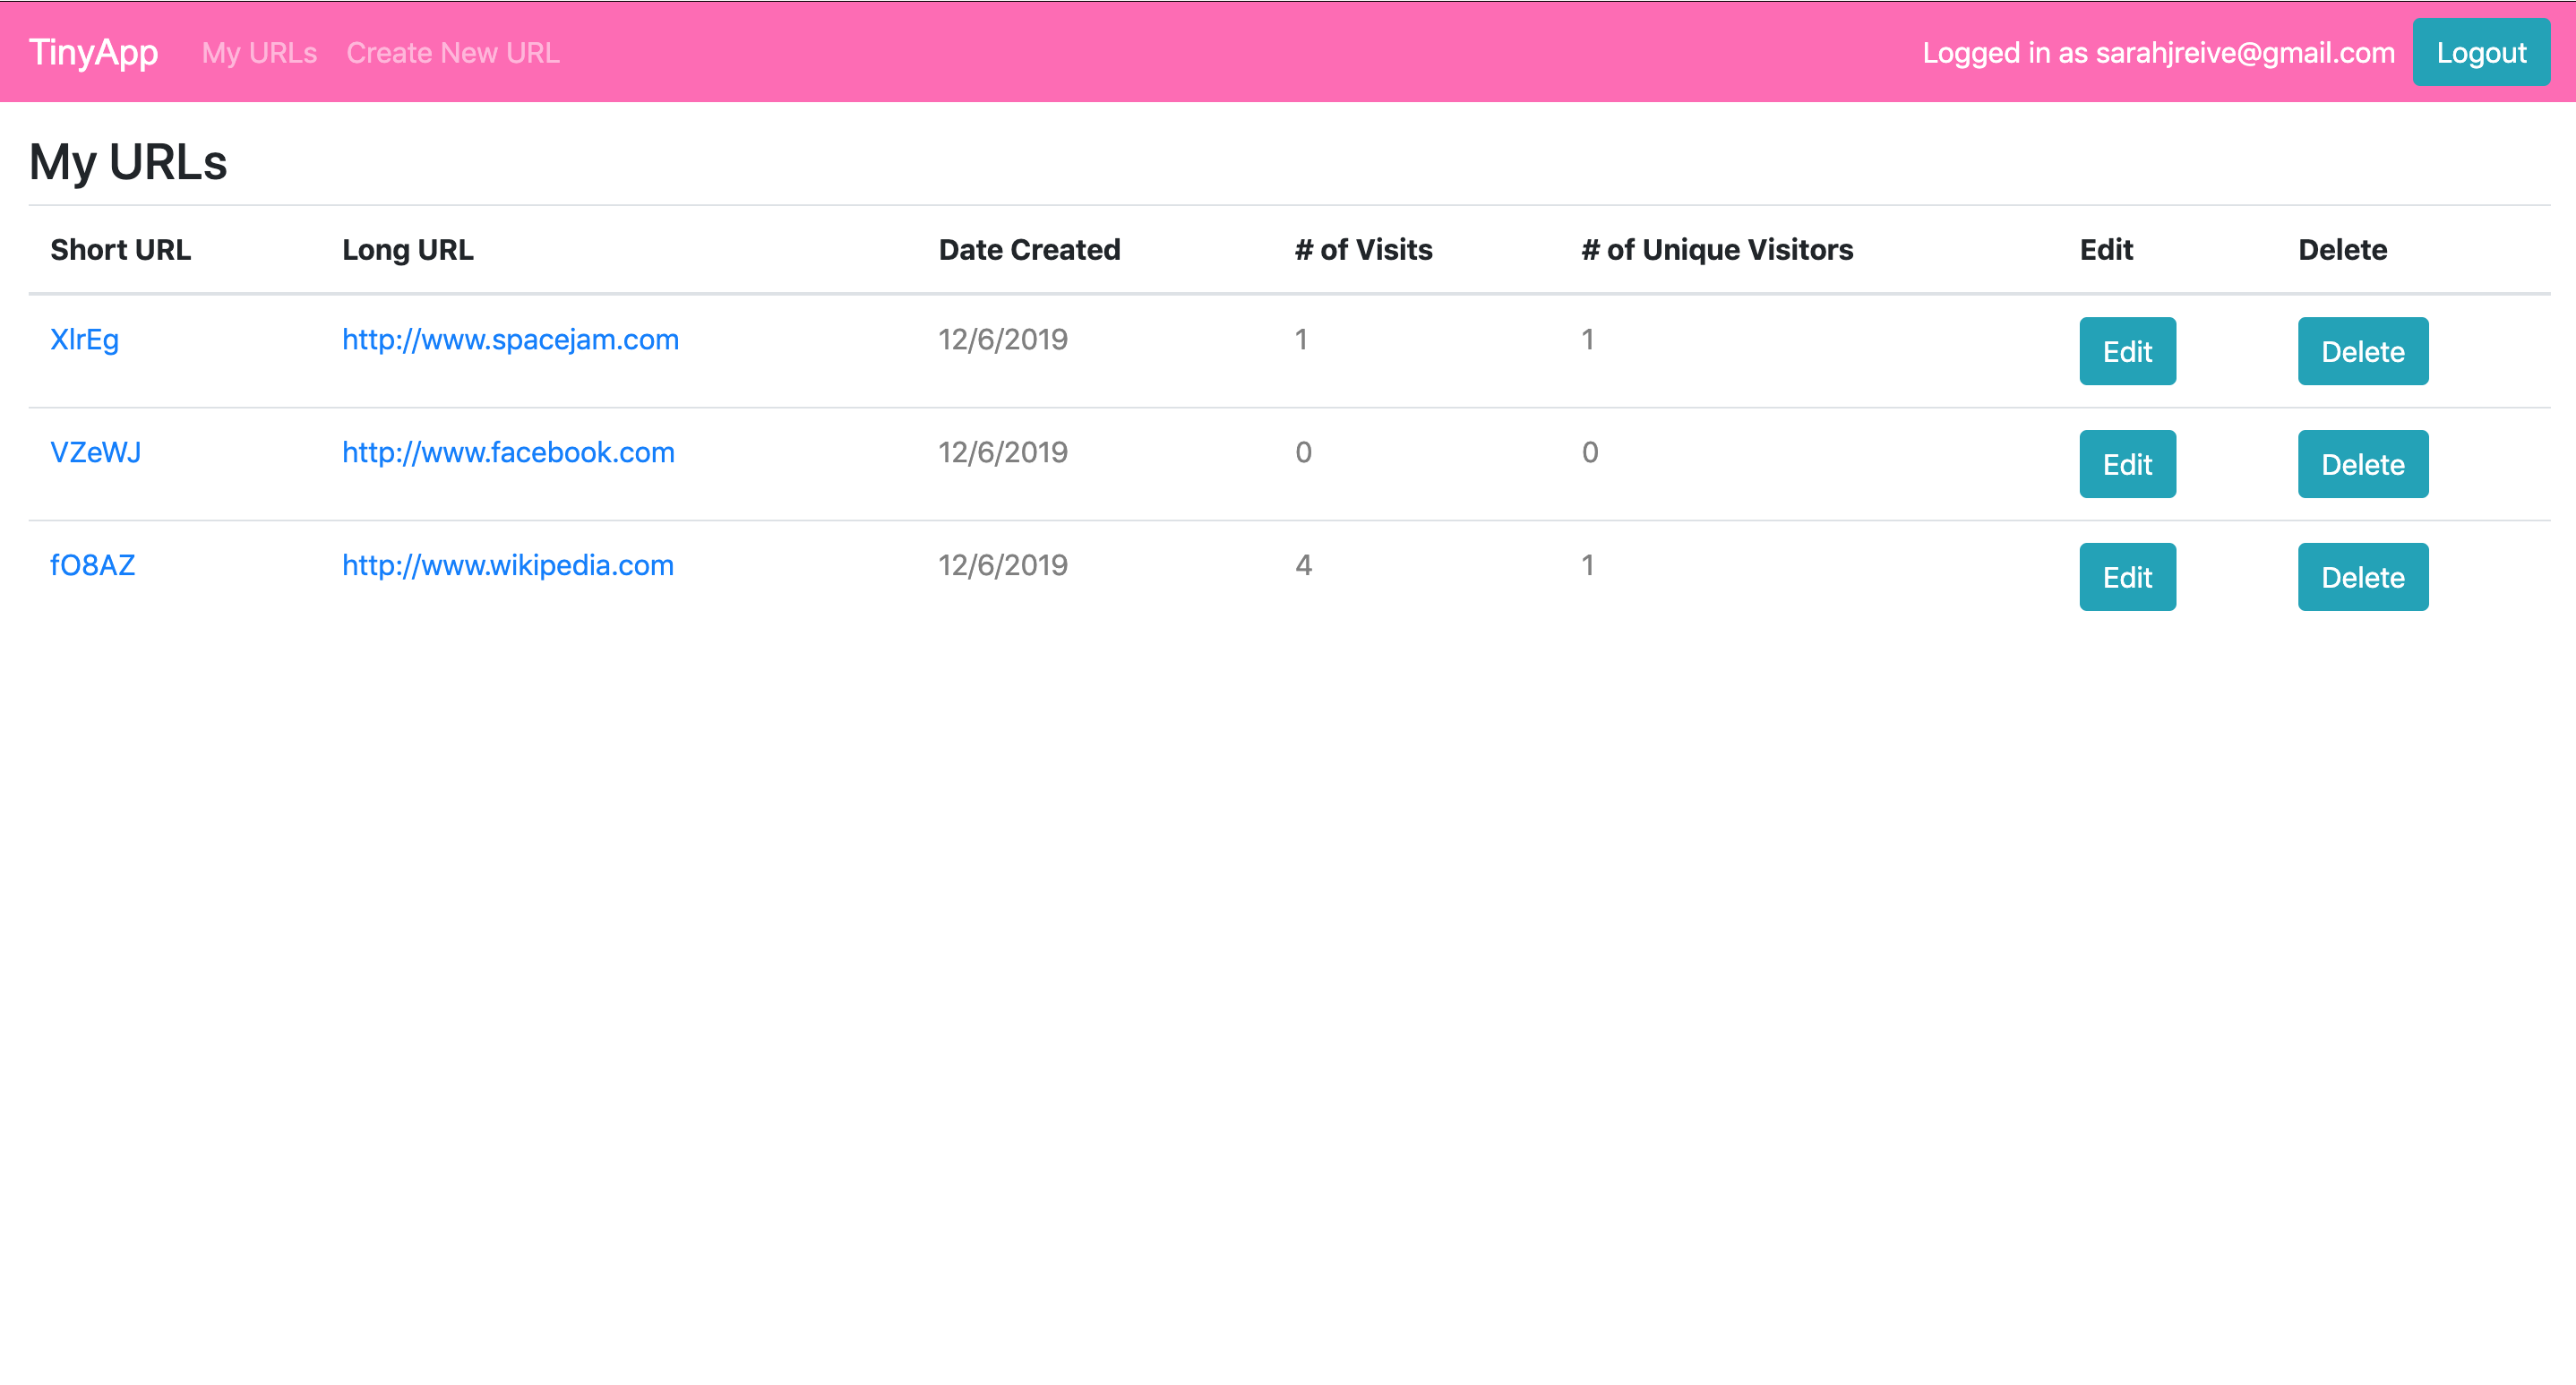 TinyApp My URLs Create New URL Logged in as sarahjreive@gmail.com Logout
My URLs
Short URL Long URL Date Created # of Visits # of Unique Visitors Edit Delete
XlrEg http://www.spacejam.com 12/6/2019 1 1 Edit Delete
VZeWJ http://www.facebook.com 12/6/2019 0 0 Edit Delete
fO8AZ http://www.wikipedia.com 12/6/2019 4 1 Edit Delete